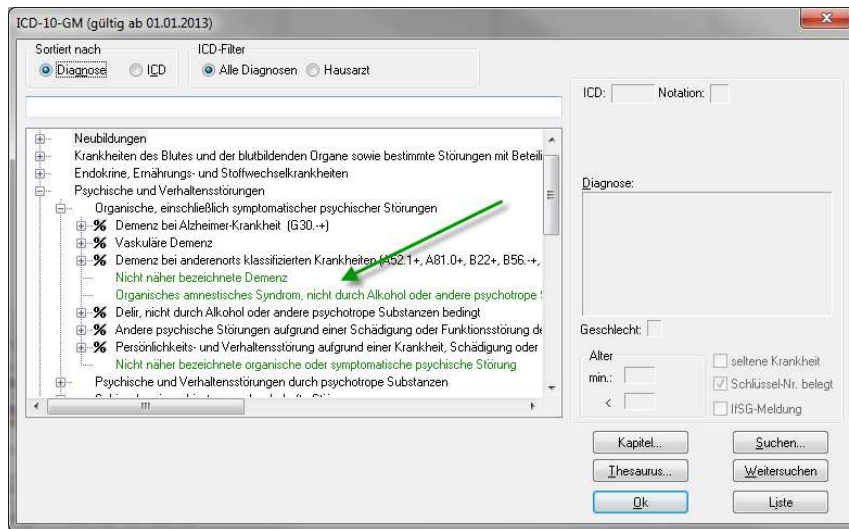 ICD-10-GM (gültig ab 01.01.2013)
Sortiert nach
ICD-Filter
Diagnose ICD
Alle Diagnosen Hausarzt
ICD: Notation:
Neubildungen
Krankheiten des Blutes und der blutbildenden Organe sowie bestimmte Störungen mit Beteili
Endokrine, Ernährungs- und Stoffwechselkrankheiten
Psychische und Verhaltensstörungen
Organische, einschließlich symptomatischer psychischer Störungen
% Demenz bei Alzheimer-Krankheit (G30.-+)
% Vaskuläre Demenz
% Demenz bei anderenorts klassifizierten Krankheiten (A52.1+, A81.0+, B22+, B56.-+,
Nicht näher bezeichnete Demenz
Organisches amnestisches Syndrom, nicht durch Alkohol oder andere psychotrope
% Delir, nicht durch Alkohol oder andere psychotrope Substanzen bedingt
% Andere psychische Störungen aufgrund einer Schädigung oder Funktionsstörung de
% Persönlichkeits- und Verhaltensstörung aufgrund einer Krankheit, Schädigung oder
Nicht näher bezeichnete organische oder symptomatische psychische Störung
Psychische und Verhaltensstörungen durch psychotrope Substanzen
Diagnose:
Geschlecht:
Alter
min.:
<
seltene Krankheit
Schlüssel-Nr. belegt
IfSG-Meldung
Kapitel... Suchen...
Thesaurus... Weitersuchen
Ok Liste